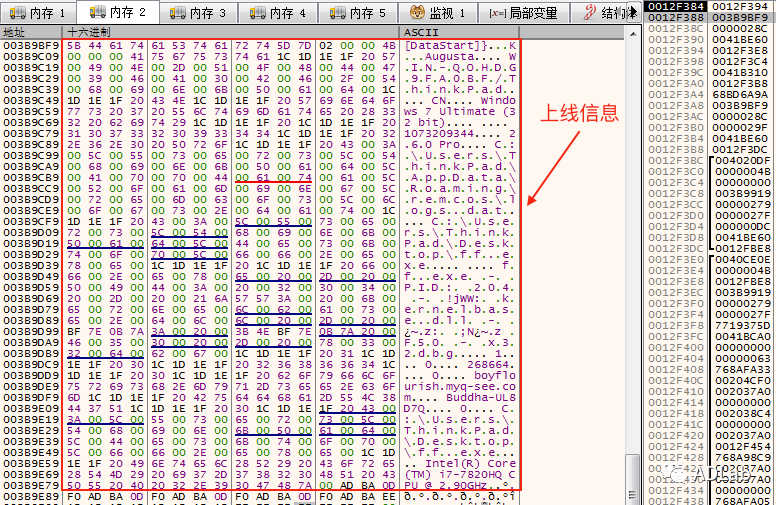 内存 1
内存 2
内存 3
内存 4
内存 5
监视 1
[x=] 局部变量
结构
地址 十六进制 ASCII
003B9BF9 5B 44 61 74 61 53 74 61 72 74 5D 7D 02 00 00 4B [DataStart]}...K
003B9C09 00 00 00 41 75 67 75 73 74 61 1C 1D 1E 1F 20 57 ...Augusta.... W
003B9C19 00 49 00 4E 00 2D 00 51 00 4F 00 48 00 44 00 47 .I.N.-.Q.O.H.D.G
003B9C29 00 39 00 46 00 41 00 30 00 42 00 46 00 2F 00 54 .9.F.A.0.B.F./.T
003B9C39 00 68 00 69 00 6E 00 6B 00 50 00 61 00 64 00 1C .h.i.n.k.P.a.d..
003B9C49 1D 1E 1F 20 43 4E 1C 1D 1E 1F 20 57 69 6E 64 6F ... CN.... Windo
003B9C59 77 73 20 37 20 55 6C 74 69 6D 61 74 65 20 28 33 ws 7 Ultimate (3
003B9C69 32 20 62 69 74 29 1C 1D 1E 1F 20 1C 1D 1E 1F 20 2 bit).... .... 
003B9C79 31 30 37 33 32 30 39 33 34 34 1C 1D 1E 1F 20 32 1073209344.... 2
003B9C89 2E 36 2E 30 20 50 72 6F 1C 1D 1E 1F 20 43 00 3A .6.0 Pro.... C.:
003B9C99 00 5C 00 55 00 73 00 65 00 72 00 73 00 5C 00 54 .\.U.s.e.r.s.\.T
003B9CA9 00 68 00 69 00 6E 00 6B 00 50 00 61 00 64 00 5C .h.i.n.k.P.a.d.\
003B9CB9 00 41 00 70 00 70 00 44 00 61 00 74 00 61 00 5C .A.p.p.D.a.t.a.\
003B9CC9 00 52 00 6F 00 61 00 6D 00 69 00 6E 00 67 00 5C .R.o.a.m.i.n.g.\
003B9CD9 00 72 00 65 00 6D 00 63 00 6F 00 73 00 5C 00 6C .r.e.m.c.o.s.\.l
003B9CE9 00 6F 00 67 00 73 00 2E 00 64 00 61 00 74 00 1C .o.g.s...d.a.t..
003B9CF9 1D 1E 1F 20 43 00 3A 00 5C 00 55 00 73 00 65 00 ... C.:.\.U.s.e.
003B9D09 72 00 73 00 5C 00 54 00 68 00 69 00 6E 00 6B 00 r.s.\.T.h.i.n.k.
003B9D19 50 00 61 00 64 00 5C 00 44 00 65 00 73 00 6B 00 P.a.d.\.D.e.s.k.
003B9D29 74 00 6F 00 70 00 5C 00 66 00 66 00 2E 00 65 00 t.o.p.\.f.f...e.
003B9D39 78 00 65 00 1C 1D 1E 1F 20 1C 1D 1E 1F 20 66 00 x.e..... .... f.
003B9D49 66 00 2E 00 65 00 78 00 65 00 20 00 2D 00 20 00 f...e.x.e. .-. .
003B9D59 50 00 49 00 44 00 3A 00 20 00 32 00 30 00 34 00 P.I.D.:. .2.0.4.
003B9D69 20 00 2D 00 20 00 21 6A 57 57 3A 00 20 00 6B 00  .-. .!jWW:. .k.
003B9D79 65 00 72 00 6E 00 65 00 6C 00 62 00 61 00 73 00 e.r.n.e.l.b.a.s.
003B9D89 65 00 2E 00 64 00 6C 00 6C 00 20 00 2D 00 20 00 e...d.l.l. .-. .
003B9D99 BF 7E 0B 7A 3A 00 20 00 3B 4E BF 7E 0B 7A 20 00 ¿~.z:. .;N¿~.z .
003B9DA9 46 00 35 00 30 00 20 00 2D 00 20 00 78 00 33 00 F.5.0. .-. .x.3.
003B9DB9 32 00 64 00 62 00 67 00 1C 1D 1E 1F 20 31 1C 1D 2.d.b.g..... 1..
003B9DC9 1E 1F 20 30 1C 1D 1E 1F 20 32 36 38 36 36 34 1C .. 0.... 268664.
003B9DD9 1D 1E 1F 20 30 1C 1D 1E 1F 20 62 6F 79 66 6C 6F ... 0.... boyflo
003B9DE9 75 72 69 73 68 2E 6D 79 71 2D 73 65 65 2E 63 6F urish.myq-see.co
003B9DF9 6D 1C 1D 1E 1F 20 42 75 64 64 68 61 2D 55 4C 38 m.... Buddha-UL8
003B9E09 44 37 51 1C 1D 1E 1F 20 30 1C 1D 1E 1F 20 43 00 D7Q.... 0.... C.
003B9E19 3A 00 5C 00 55 00 73 00 65 00 72 00 73 00 5C 00 :.\.U.s.e.r.s.\.
003B9E29 54 00 68 00 69 00 6E 00 6B 00 50 00 61 00 64 00 T.h.i.n.k.P.a.d.
003B9E39 5C 00 44 00 65 00 73 00 6B 00 74 00 6F 00 70 00 \.D.e.s.k.t.o.p.
003B9E49 5C 00 66 00 66 00 2E 00 65 00 78 00 65 00 1C 1D \.f.f...e.x.e...
003B9E59 1E 1F 20 49 6E 74 65 6C 28 52 29 20 43 6F 72 65 .. Intel(R) Core
003B9E69 28 54 4D 29 20 69 37 2D 37 38 32 30 48 51 20 43 (TM) i7-7820HQ C
003B9E79 50 55 20 40 20 32 2E 39 30 47 48 7A 00 AD BA 0D PU @ 2.90GHz
003B9E89 F0 AD BA 0D F0 AD BA 0D F0 AD BA 0D F0 AD BA EE
上线信息
0012F384 0012F394
0012F388 003B9BF9
0012F38C 0000028C
0012F390 0041BE60
0012F394 0012F3E8
0012F398 0012F3C4
0012F39C 0041B310
0012F3A0 0012F3B8
0012F3A4 68BD6A9A
0012F3A8 003B9BF9
0012F3AC 0000028C
0012F3B0 0000029F
0012F3B4 0041BE60
0012F3B8 0012F3DC
0012F3BC 004020DF
0012F3C0 0000004B
0012F3C4 00000000
0012F3C8 003B9919
0012F3CC 00000279
0012F3D0 0000027F
0012F3D4 000000DC
0012F3D8 0041BE60
0012F3DC 0012FBE8
0012F3E0 0040CE0E
0012F3E4 0000004B
0012F3E8 0012FBE8
0012F3EC 003B9919
0012F3F0 00000279
0012F3F4 0000027F
0012F3F8 7719375D
0012F3FC 0041BCA0
0012F400 00000000
0012F404 00000063
0012F408 768AFA33
0012F40C 00204CF0
0012F410 002037A0
0012F414 00000000
0012F418 002038C4
0012F41C 00000000
0012F420 002037A0
0012F424 0012F454
0012F428 768A98C9
0012F438 00000000
0012F43C 768AFA05